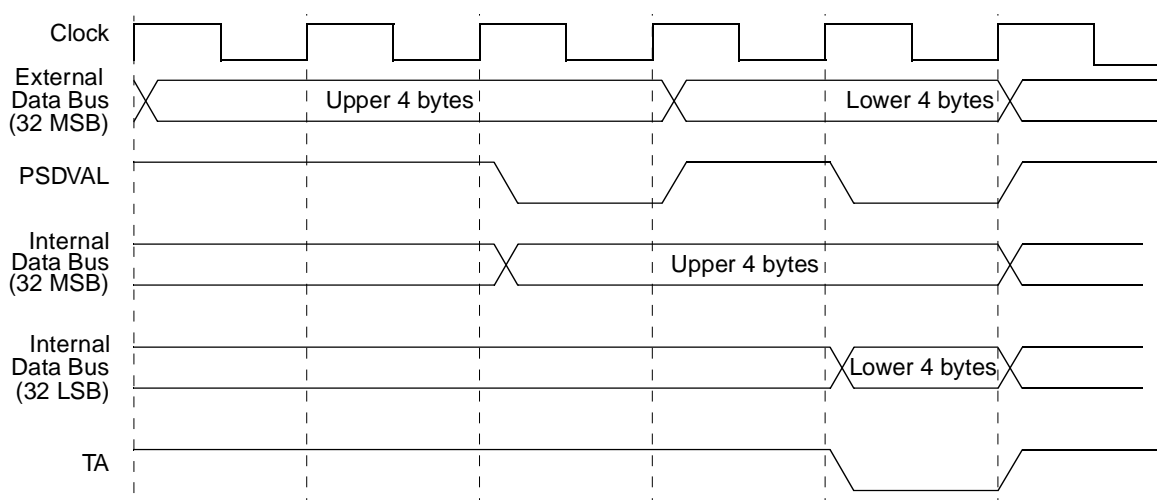 Clock
External
Data Bus
(32 MSB)
Upper 4 bytes
Lower 4 bytes
PSDVAL
Internal
Data Bus
(32 MSB)
Upper 4 bytes
Internal
Data Bus
(32 LSB)
Lower 4 bytes
TA